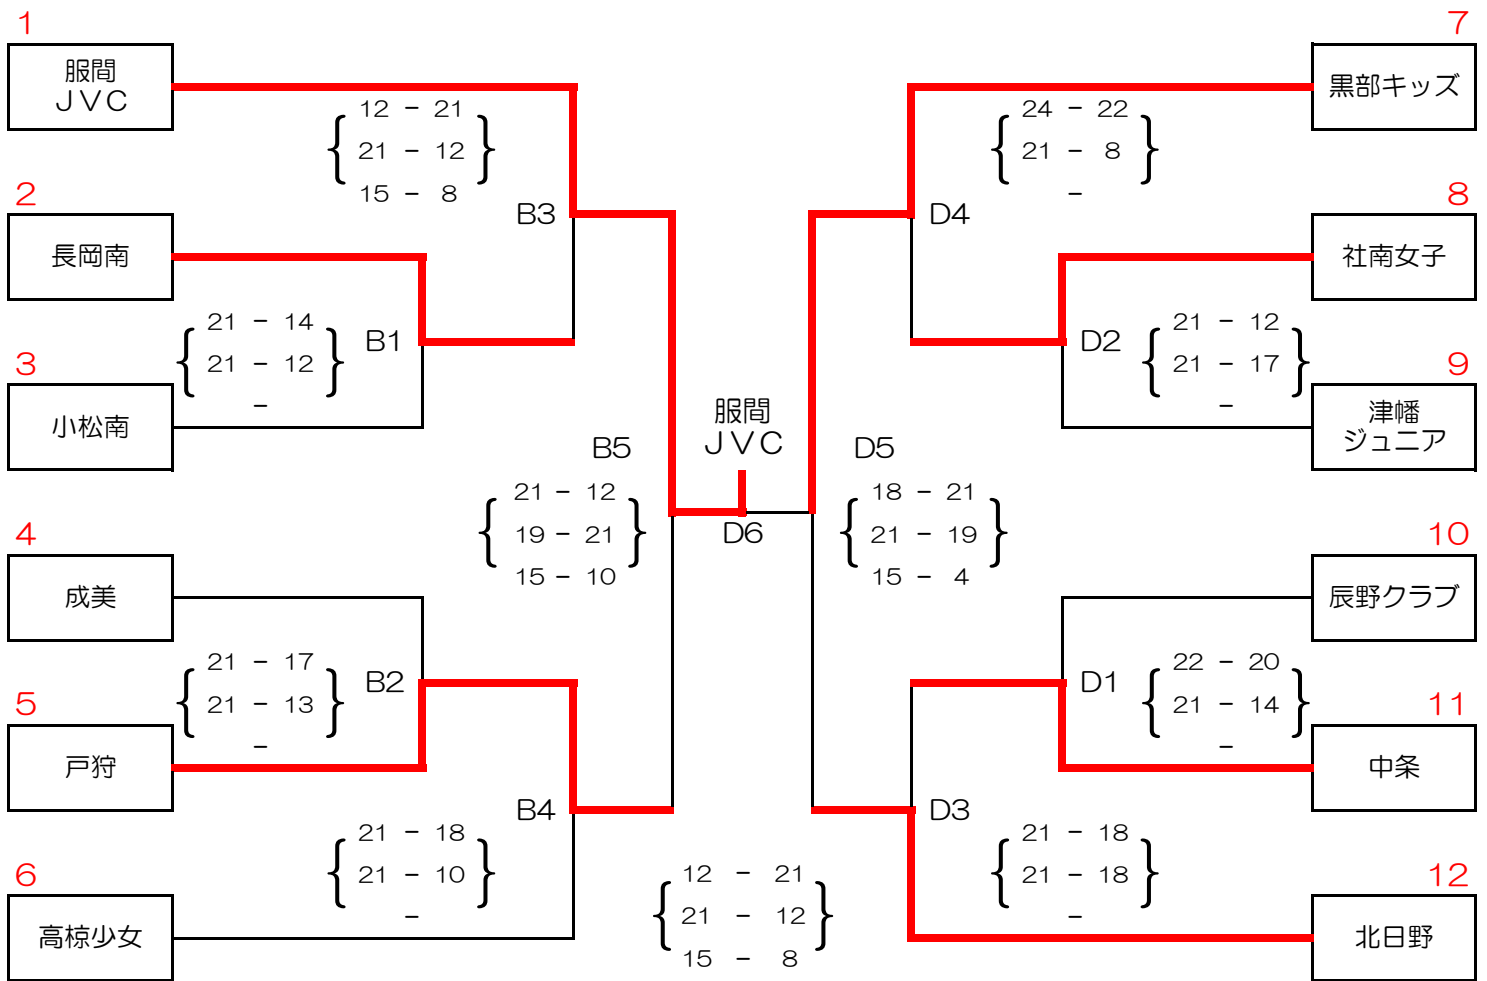 1
服間
JVC
2
長岡南
3
小松南
4
成美
5
戸狩
6
高椋少女
7
黒部キッズ
8
社南女子
9
津幡
ジュニア
10
辰野クラブ
11
中条
12
北日野
12 - 21
21 - 12
15 - 8
B3
21 - 14
21 - 12
-
B1
B5
21 - 12
19 - 21
15 - 10
21 - 17
21 - 13
-
B2
21 - 18
21 - 10
-
B4
服間
JVC
D6
12 - 21
21 - 12
15 - 8
24 - 22
21 - 8
-
D4
D2
21 - 12
21 - 17
-
D5
18 - 21
21 - 19
15 - 4
D1
22 - 20
21 - 14
-
D3
21 - 18
21 - 18
-